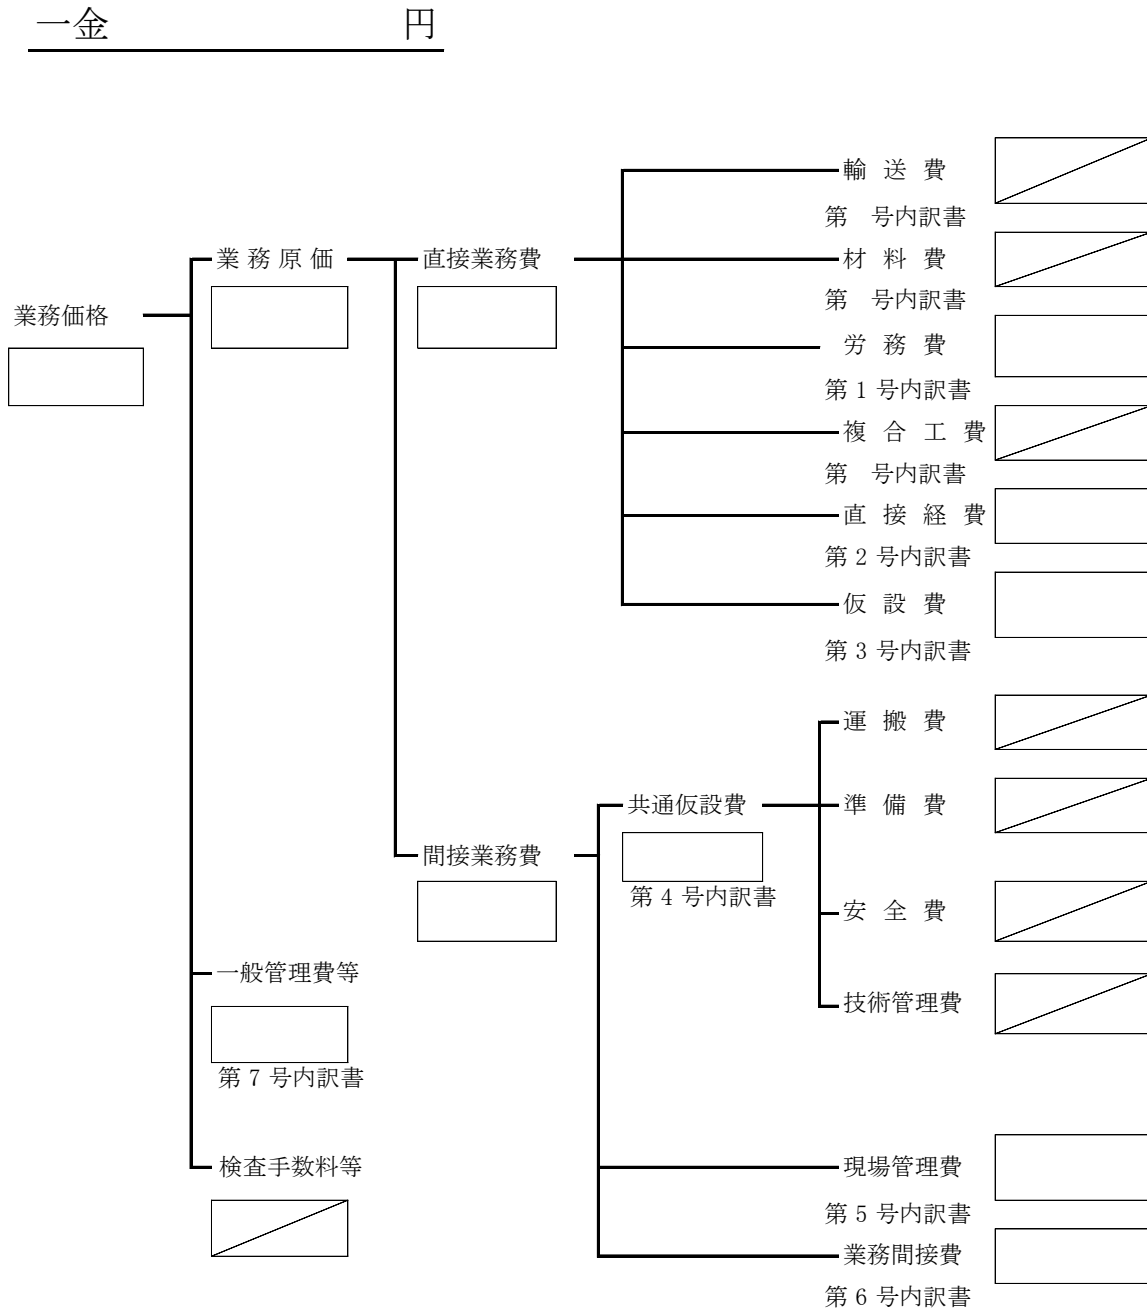 一金　　　　　　　　円
輸 送 費
第　号内訳書
業 務 原 価
直接業務費
材 料 費
第　号内訳書
業務価格
労 務 費
第 1 号内訳書
複 合 工 費
第　号内訳書
直 接 経 費
第 2 号内訳書
仮 設 費
第 3 号内訳書
運 搬 費
共通仮設費
準 備 費
間接業務費
第 4 号内訳書
安 全 費
一般管理費等
技術管理費
第 7 号内訳書
検査手数料等
現場管理費
第 5 号内訳書
業務間接費
第 6 号内訳書